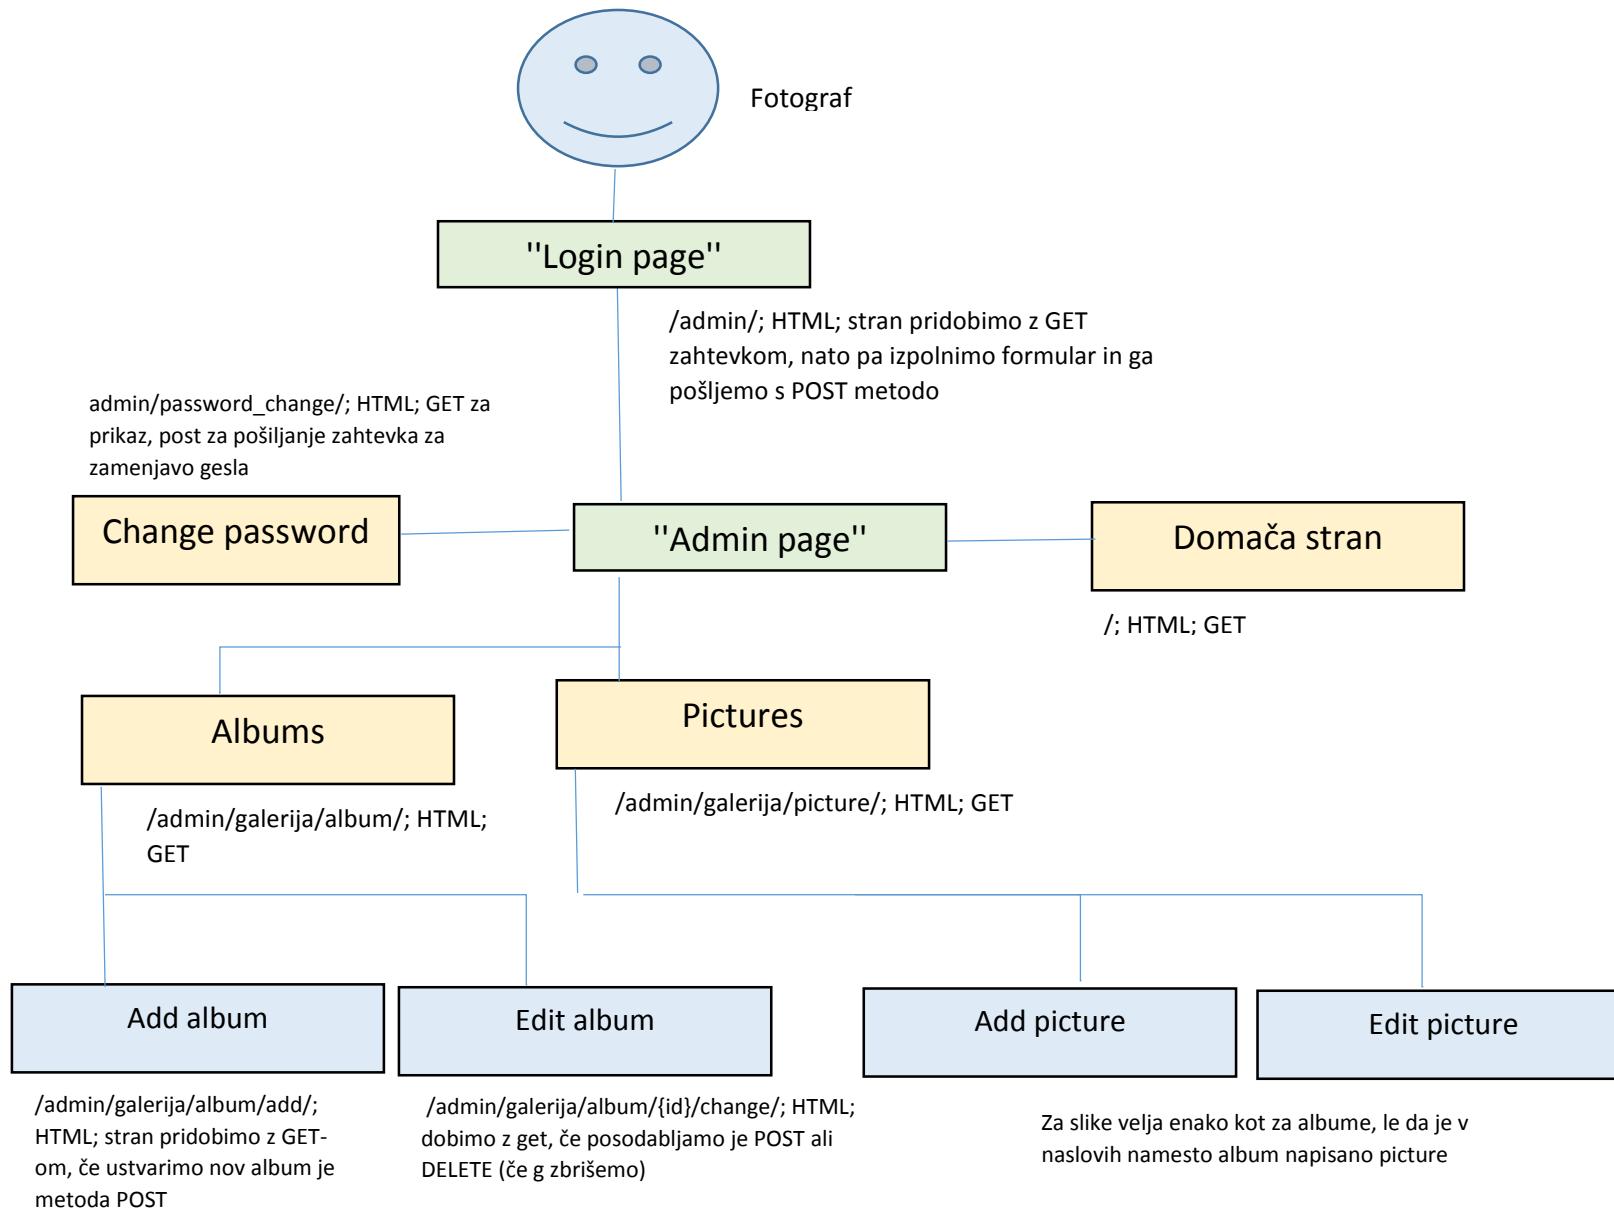 Fotograf
"Login page"
/admin/; HTML; stran pridobimo z GET
zahtevkom, nato pa izpolnimo formular in ga
pošljemo s POST metodo
admin/password_change/; HTML; GET za
prikaz, post za pošiljanje zahtevka za
zamenjavo gesla
Change password
"Admin page"
Domača stran
/; HTML; GET
Albums
Pictures
/admin/galerija/album/; HTML;
GET
/admin/galerija/picture/; HTML; GET
Add album
Edit album
Add picture
Edit picture
/admin/galerija/album/add/;
HTML; stran pridobimo z GET-
om, če ustvarimo nov album je
metoda POST
/admin/galerija/album/{id}/change/; HTML;
dobimo z get, če posodabljamo je POST ali
DELETE (če g zbrišemo)
Za slike velja enako kot za albume, le da je v
naslovih namesto album napisano picture